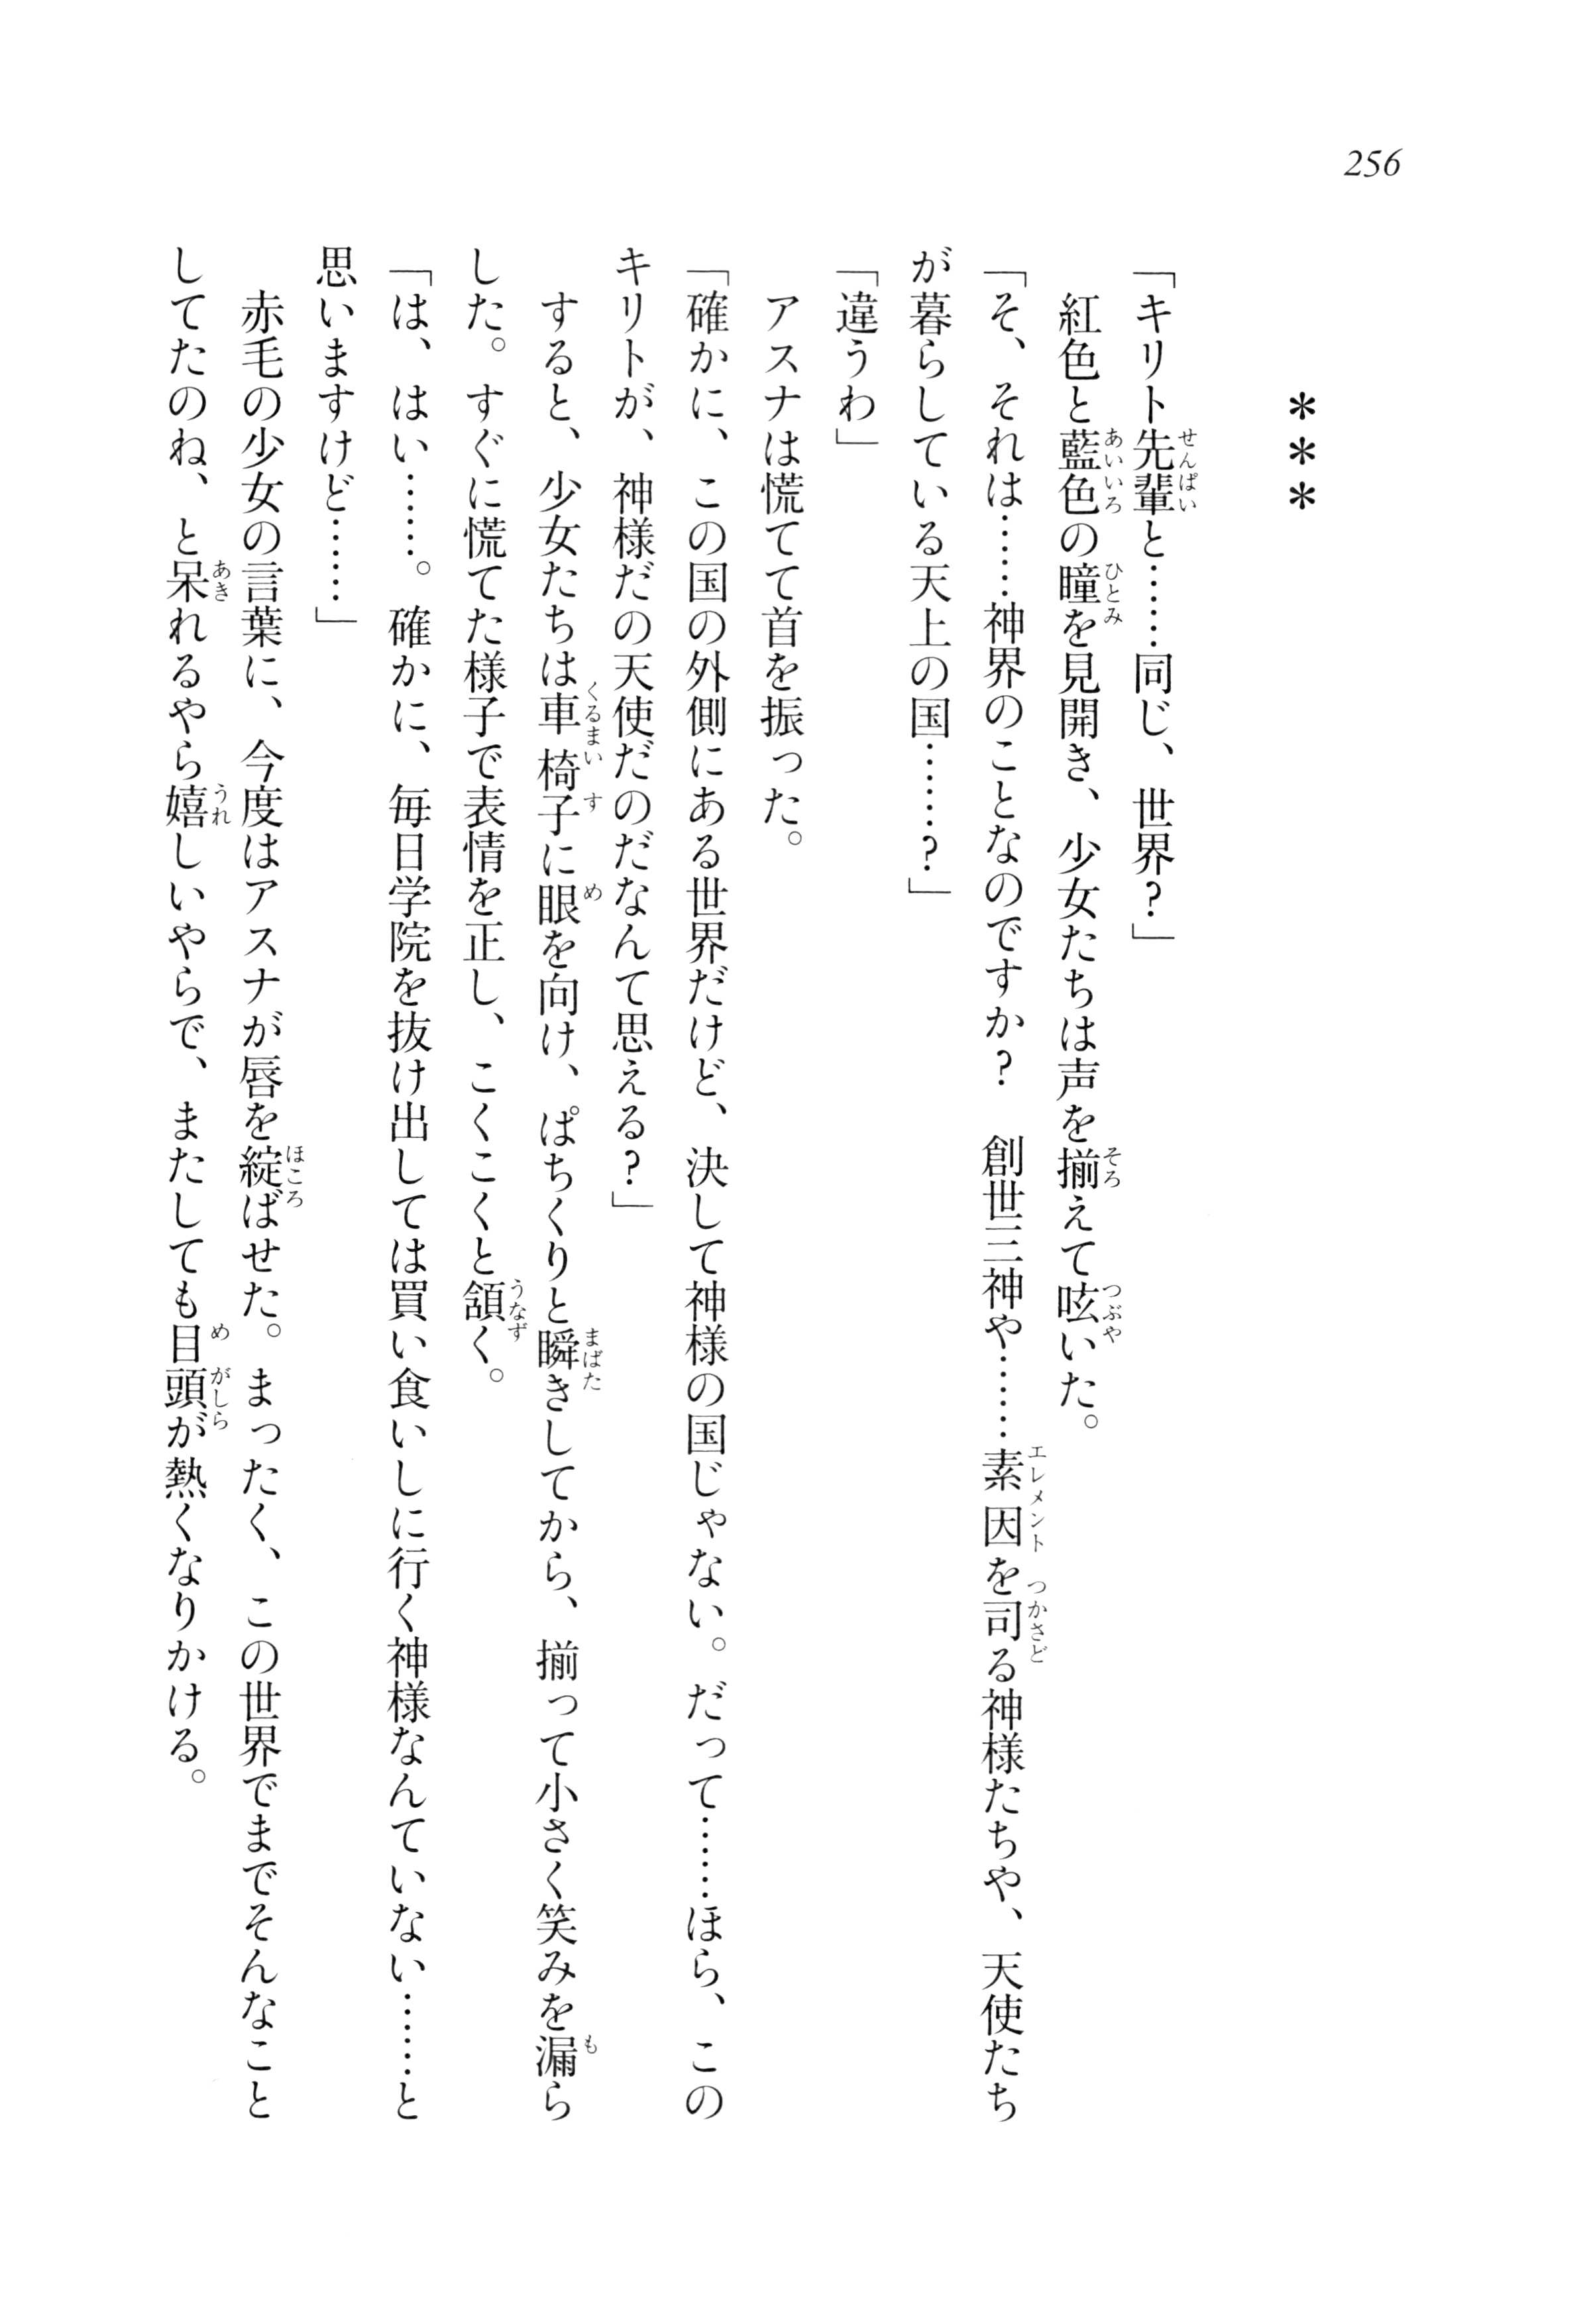 256
＊＊＊
「キリト先輩と……同じ、世界？」
　紅色と藍色の瞳を見開き、少女たちは声を揃えて呟いた。
「そ、それは……神界のことなのですか？　創世三神や……素因を司る神様たちや、天使たち
が暮らしている天上の国……？」
「違うわ」
　アスナは慌てて首を振った。
「確かに、この国の外側にある世界だけど、決して神様の国じゃない。だって……ほら、この
キリトが、神様だの天使だのだなんて思える？」
　すると、少女たちは車椅子に眼を向け、ぱちくりと瞬きしてから、揃って小さく笑みを漏ら
した。すぐに慌てた様子で表情を正し、こくこくと頷く。
「は、はい……。確かに、毎日学院を抜け出しては買い食いしに行く神様なんていない……と
思いますけど……」
　赤毛の少女の言葉に、今度はアスナが唇を綻ばせた。まったく、この世界でまでそんなこと
してたのね、と呆れるやら嬉しいやらで、またしても目頭が熱くなりかける。